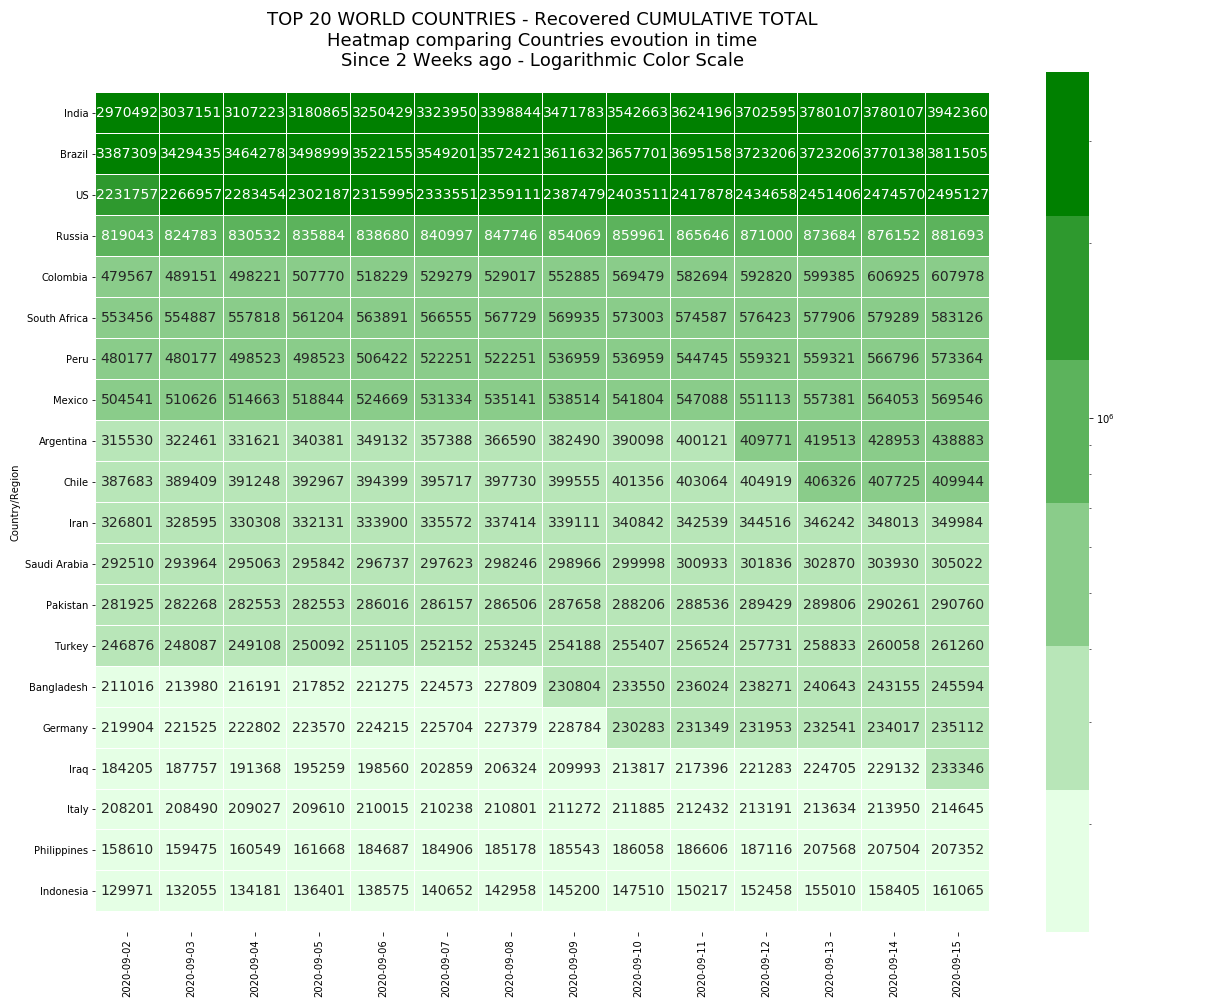 TOP 20 WORLD COUNTRIES - Recovered CUMULATIVE TOTAL
Heatmap comparing Countries evoution in time
Since 2 Weeks ago - Logarithmic Color Scale
India 2970492 3037151 3107223 3180865 3250429 3323950 3398844 3471783 3542663 3624196 3702595 3780107 3780107 3942360
Brazil 3387309 3429435 3464278 3498999 3522155 3549201 3572421 3611632 3657701 3695158 3723206 3723206 3770138 3811505
US 2231757 2266957 2283454 2302187 2315995 2333551 2359111 2387479 2403511 2417878 2434658 2451406 2474570 2495127
Russia 819043 824783 830532 835884 838680 840997 847746 854069 859961 865646 871000 873684 876152 881693
Colombia 479567 489151 498221 507770 518229 529279 529017 552885 569479 582694 592820 599385 606925 607978
South Africa 553456 554887 557818 561204 563891 566555 567729 569935 573003 574587 576423 577906 579289 583126
Peru 480177 480177 498523 498523 506422 522251 522251 536959 536959 544745 559321 559321 566796 573364
Mexico 504541 510626 514663 518844 524669 531334 535141 538514 541804 547088 551113 557381 564053 569546
Argentina 315530 322461 331621 340381 349132 357388 366590 382490 390098 400121 409771 419513 428953 438883
Chile 387683 389409 391248 392967 394399 395717 397730 399555 401356 403064 404919 406326 407725 409944
Iran 326801 328595 330308 332131 333900 335572 337414 339111 340842 342539 344516 346242 348013 349984
Saudi Arabia 292510 293964 295063 295842 296737 297623 298246 298966 299998 300933 301836 302870 303930 305022
Pakistan 281925 282268 282553 282553 286016 286157 286506 287658 288206 288536 289429 289806 290261 290760
Turkey 246876 248087 249108 250092 251105 252152 253245 254188 255407 256524 257731 258833 260058 261260
Bangladesh 211016 213980 216191 217852 221275 224573 227809 230804 233550 236024 238271 240643 243155 245594
Germany 219904 221525 222802 223570 224215 225704 227379 228784 230283 231349 231953 232541 234017 235112
Iraq 184205 187757 191368 195259 198560 202859 206324 209993 213817 217396 221283 224705 229132 233346
Italy 208201 208490 209027 209610 210015 210238 210801 211272 211885 212432 213191 213634 213950 214645
Philippines 158610 159475 160549 161668 184687 184906 185178 185543 186058 186606 187116 207568 207504 207352
Indonesia 129971 132055 134181 136401 138575 140652 142958 145200 147510 150217 152458 155010 158405 161065
2020-09-02 2020-09-03 2020-09-04 2020-09-05 2020-09-06 2020-09-07 2020-09-08 2020-09-09 2020-09-10 2020-09-11 2020-09-12 2020-09-13 2020-09-14 2020-09-15
Country/Region
10⁶